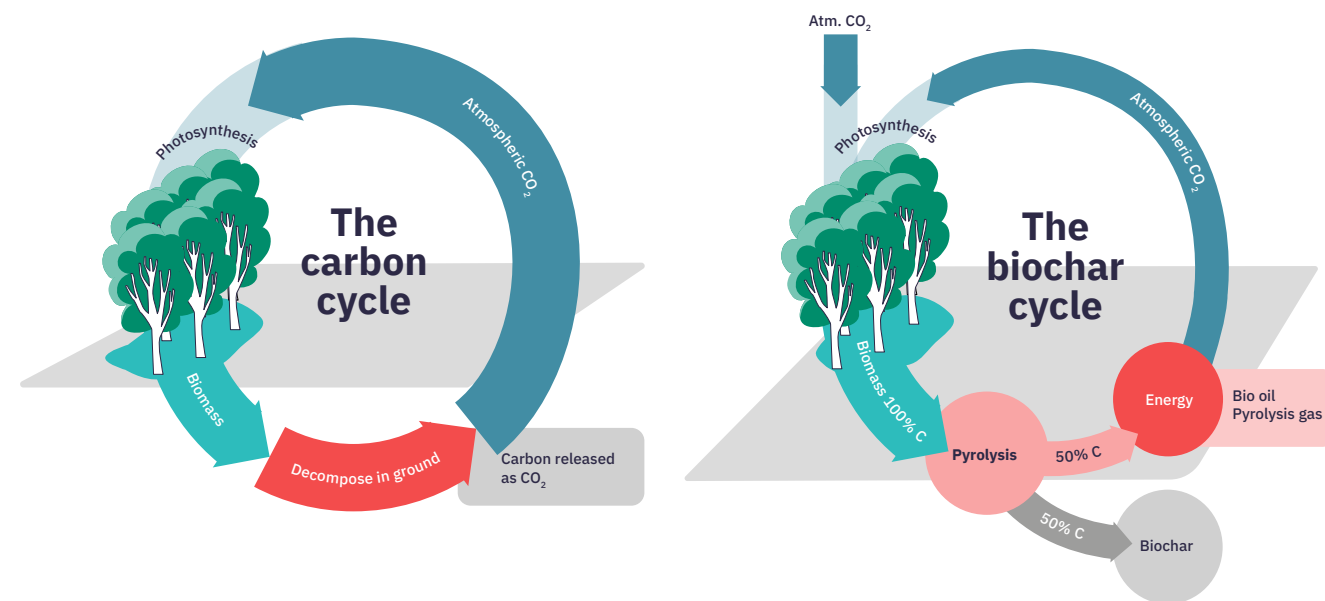 Photosynthesis
Atmospheric CO₂
The
carbon
cycle
Biomass
Decompose in ground
Carbon released
as CO₂
Atm. CO₂
Photosynthesis
Atmospheric CO₂
The
biochar
cycle
Biomass 100% C
Pyrolysis
50% C
Energy
Bio oil
Pyrolysis gas
50% C
Biochar